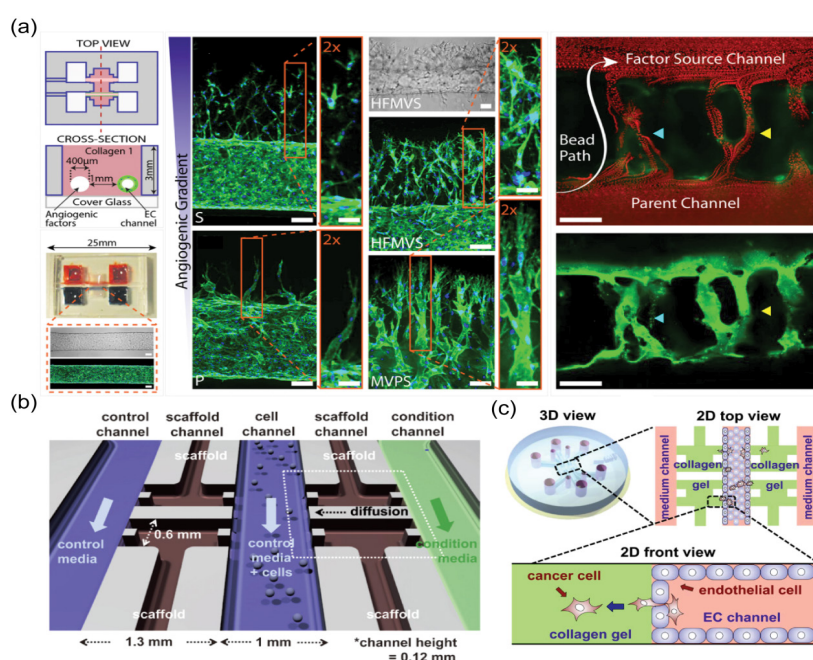 (a)
TOP VIEW
CROSS-SECTION
Collagen 1
400μm
1mm
3mm
Cover Glass
Angiogenic
factors
EC
channel
25mm
Angiogenic Gradient
S
2x
P
2x
HFMVS
HFMVS
2x
MVPS
2x
Factor Source Channel
Bead
Path
Parent Channel
(b)
control
channel
scaffold
channel
cell
channel
scaffold
channel
condition
channel
scaffold
scaffold
diffusion
0.6 mm
control
media
control
media
+ cells
condition
media
scaffold
scaffold
1.3 mm
1 mm
*channel height
= 0.12 mm
(c)
3D view
2D top view
medium channel
collagen
gel
collagen
gel
medium channel
2D front view
cancer cell
endothelial cell
collagen gel
EC channel